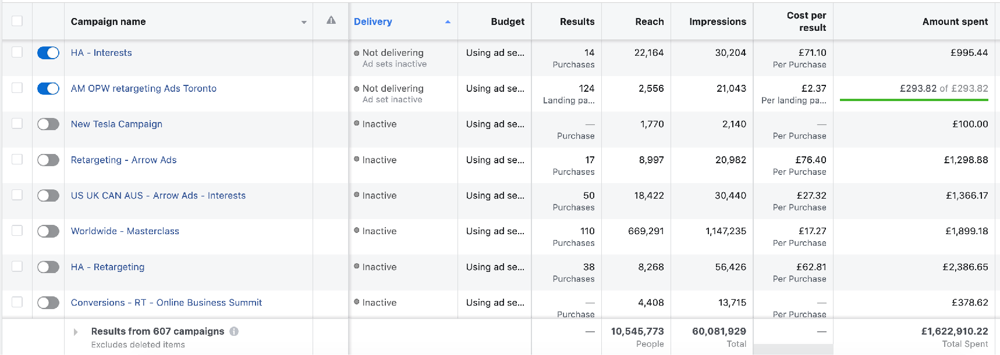 Campaign name Delivery Budget Results Reach Impressions Cost per result Amount spent
HA - Interests Not delivering Using ad se... 14 22,164 30,204 £71.10 £995.44
Ad sets inactive Purchases Per Purchase
AM OPW retargeting Ads Toronto Not delivering Using ad se... 124 2,556 21,043 £2.37 £293.82 of £293.82
Ad set inactive Landing pa... Per landing pa...
New Tesla Campaign Inactive Using ad se... — 1,770 2,140 — £100.00
Purchase Per Purchase
Retargeting - Arrow Ads Inactive Using ad se... 17 8,997 20,982 £76.40 £1,298.88
Purchases Per Purchase
US UK CAN AUS - Arrow Ads - Interests Inactive Using ad se... 50 18,422 30,440 £27.32 £1,366.17
Purchases Per Purchase
Worldwide - Masterclass Inactive Using ad se... 110 669,291 1,147,235 £17.27 £1,899.18
Purchases Per Purchase
HA - Retargeting Inactive Using ad se... 38 8,268 56,426 £62.81 £2,386.65
Purchases Per Purchase
Conversions - RT - Online Business Summit Inactive Using ad se... — 4,408 13,715 — £378.62
Purchase Per Purchase
Results from 607 campaigns — 10,545,773 60,081,929 — £1,622,910.22
Excludes deleted items People Total Total Spent